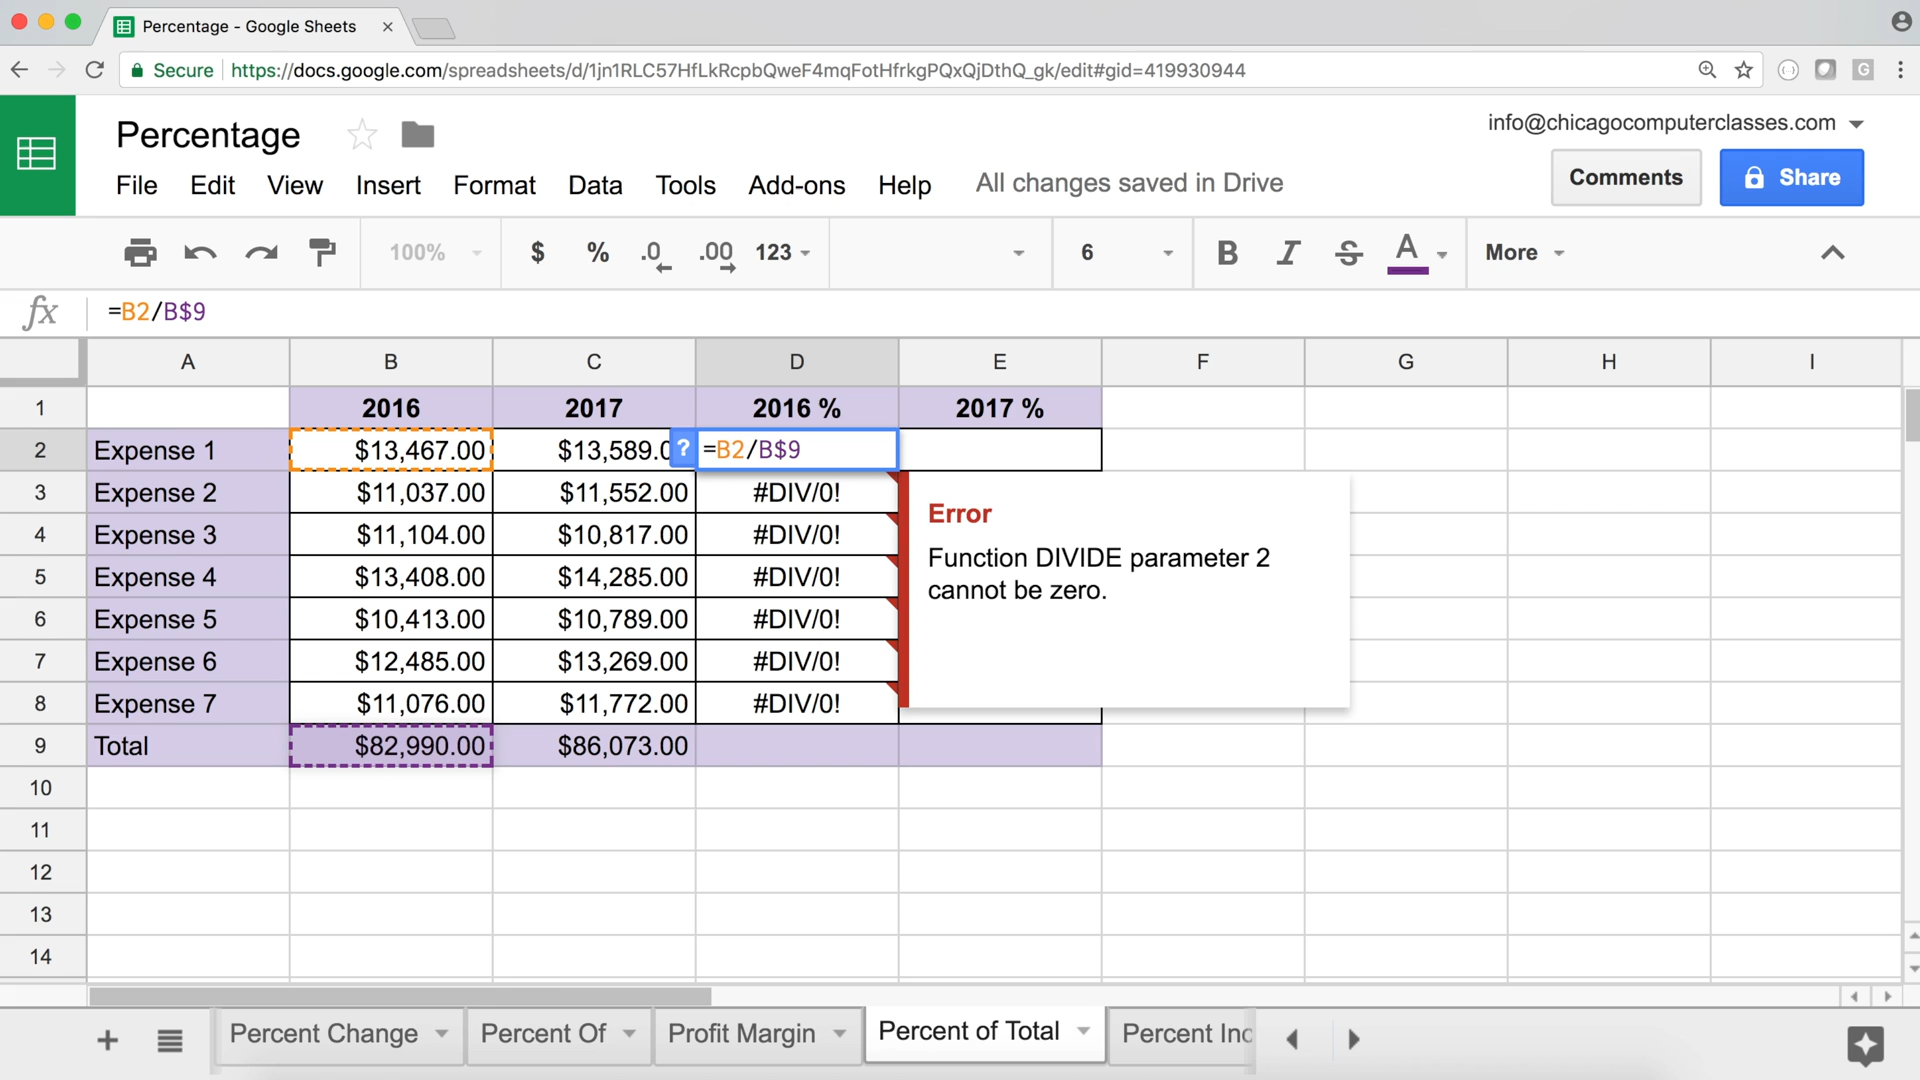 Percentage - Google Sheets
Secure https://docs.google.com/spreadsheets/d/1jn1RLC57HfLkRcpbQweF4mqFotHfrkgPQxQjDthQ_gk/edit#gid=419930944
Percentage
info@chicagocomputerclasses.com
File Edit View Insert Format Data Tools Add-ons Help All changes saved in Drive
Comments Share
100% $ % .0 .00 123 6 B I S A More
fx =B2/B$9
A B C D E F G H I
1 2016 2017 2016 % 2017 %
2 Expense 1 $13,467.00 $13,589.0 ? =B2/B$9
3 Expense 2 $11,037.00 $11,552.00 #DIV/0!
4 Expense 3 $11,104.00 $10,817.00 #DIV/0!
5 Expense 4 $13,408.00 $14,285.00 #DIV/0!
6 Expense 5 $10,413.00 $10,789.00 #DIV/0!
7 Expense 6 $12,485.00 $13,269.00 #DIV/0!
8 Expense 7 $11,076.00 $11,772.00 #DIV/0!
Error
Function DIVIDE parameter 2
cannot be zero.
9 Total $82,990.00 $86,073.00
10
11
12
13
14
Percent Change Percent Of Profit Margin Percent of Total Percent Inc